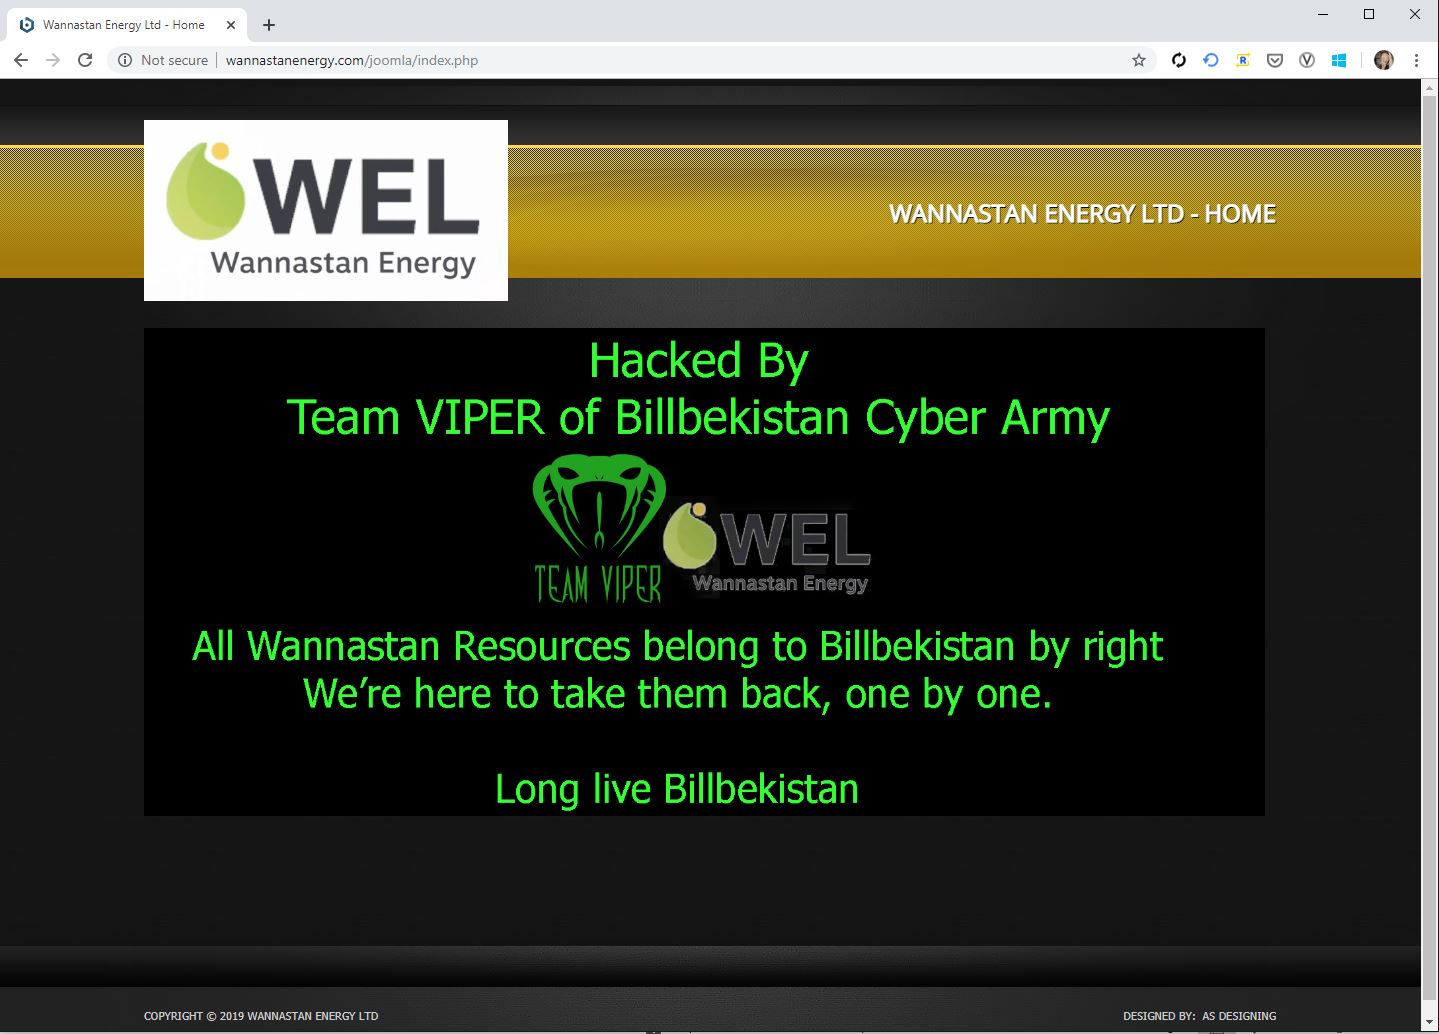 Wannastan Energy Ltd - Home
Not secure
wannastanenergy.com/joomla/index.php
WEL
Wannastan Energy
WANNASTAN ENERGY LTD - HOME
Hacked By
Team VIPER of Billbekistan Cyber Army
TEAM VIPER
WEL
Wannastan Energy
All Wannastan Resources belong to Billbekistan by right
We’re here to take them back, one by one.
Long live Billbekistan
COPYRIGHT © 2019 WANNASTAN ENERGY LTD
DESIGNED BY: AS DESIGNING